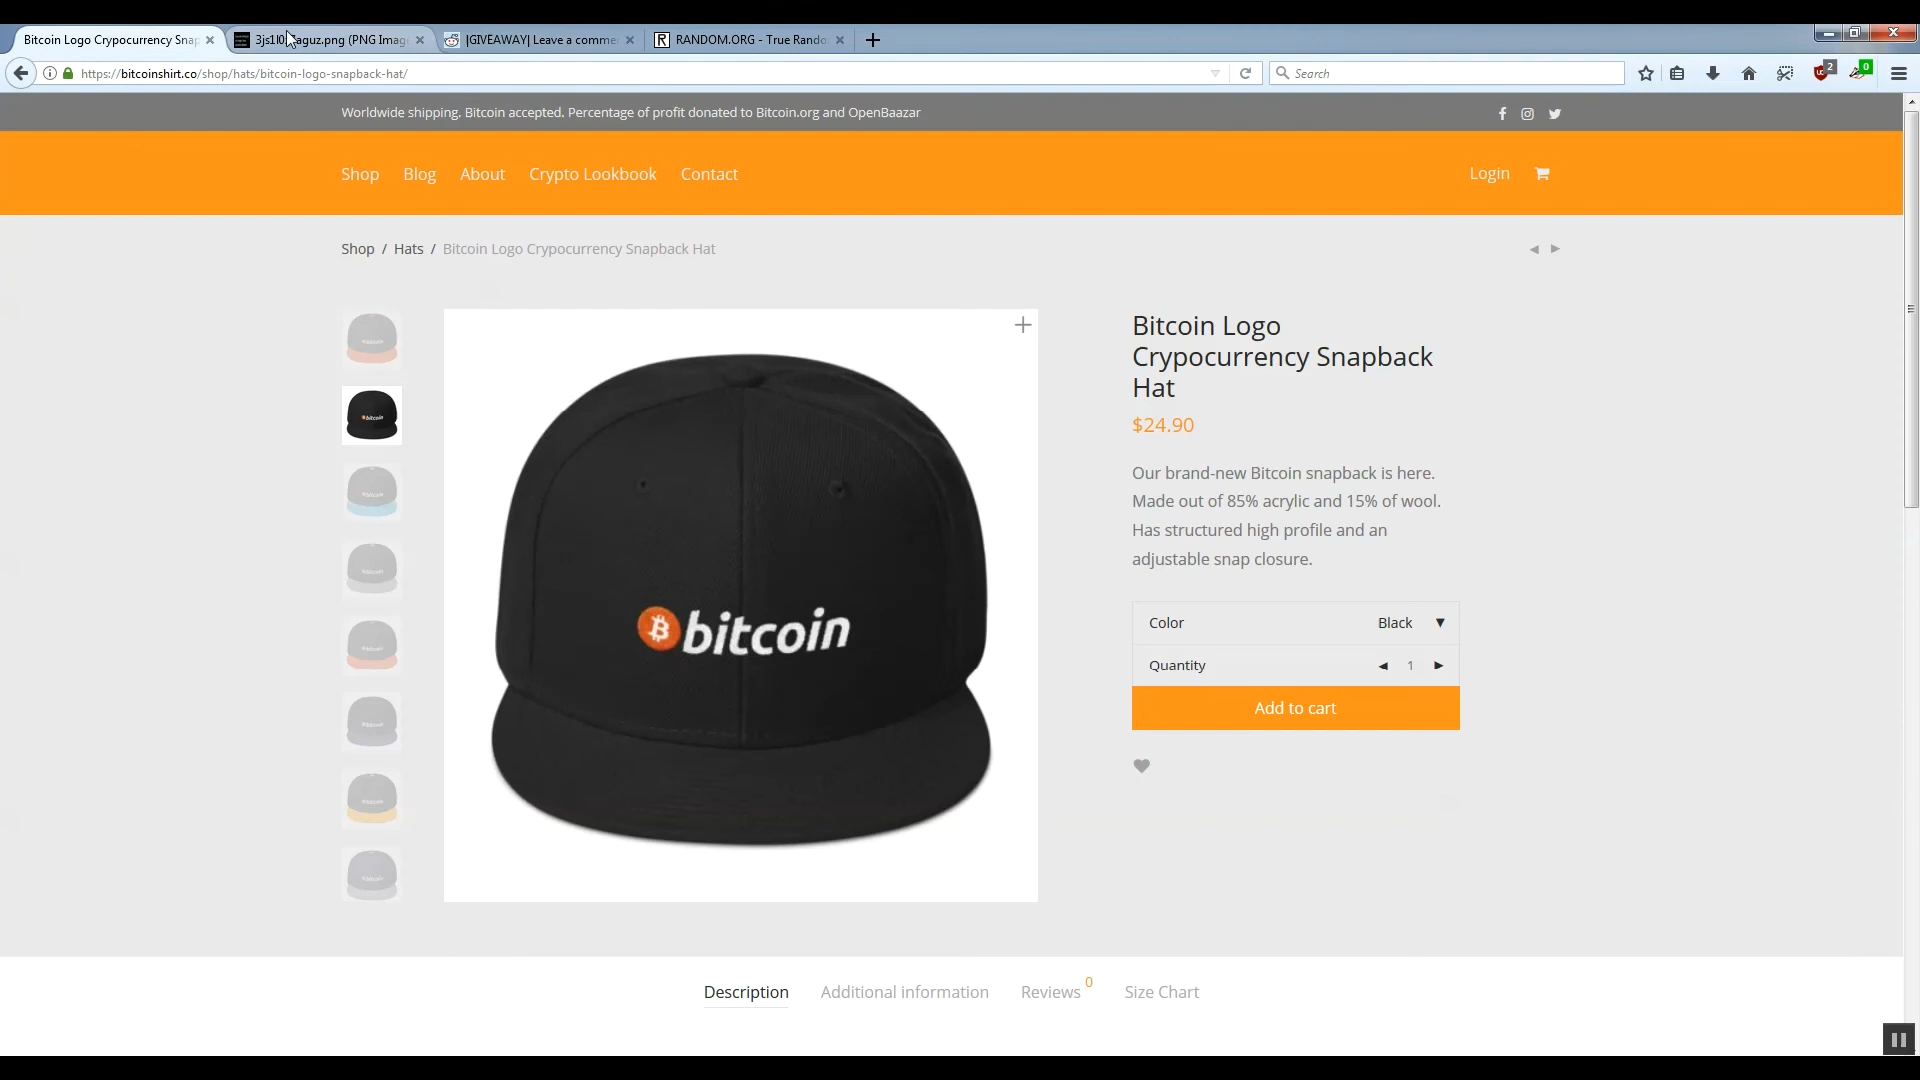 Bitcoin Logo Crypocurrency Snap
3js1l0 aguz.png (PNG Imag
|GIVEAWAY| Leave a comme
RANDOM.ORG - True Rando
https://bitcoinshirt.co/shop/hats/bitcoin-logo-snapback-hat/
Search
2
0
Worldwide shipping. Bitcoin accepted. Percentage of profit donated to Bitcoin.org and OpenBaazar
Shop Blog About Crypto Lookbook Contact
Login
Shop / Hats / Bitcoin Logo Crypocurrency Snapback Hat
bitcoin
Bitcoin Logo
Crypocurrency Snapback
Hat
$24.90
Our brand-new Bitcoin snapback is here.
Made out of 85% acrylic and 15% of wool.
Has structured high profile and an
adjustable snap closure.
Color Black
Quantity 1
Add to cart
Description Additional information Reviews 0 Size Chart